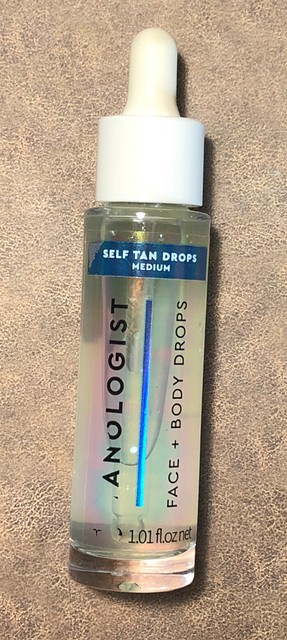 SELF TAN DROPS
MEDIUM
ANOLOGIST
FACE + BODY DROPS
1.01 fl.oz net